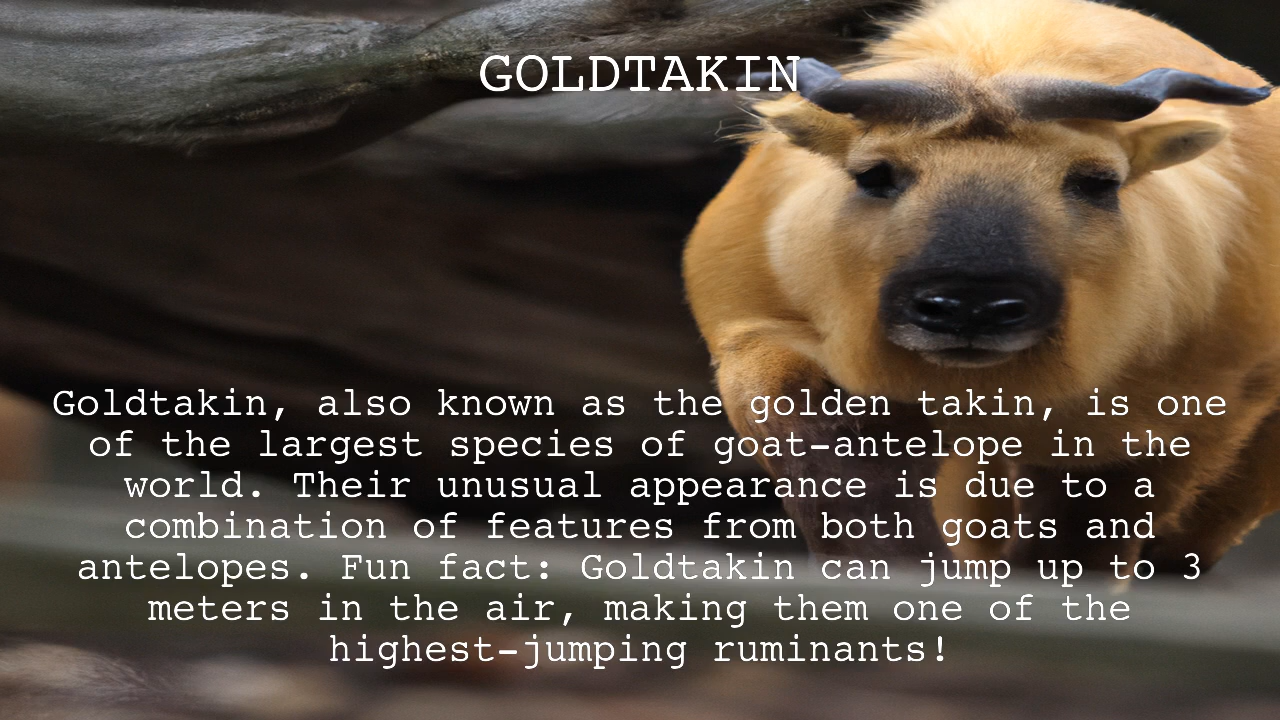 GOLDTAKIN
Goldtakin, also known as the golden takin, is one
of the largest species of goat-antelope in the
world. Their unusual appearance is due to a
combination of features from both goats and
antelopes. Fun fact: Goldtakin can jump up to 3
meters in the air, making them one of the
highest-jumping ruminants!